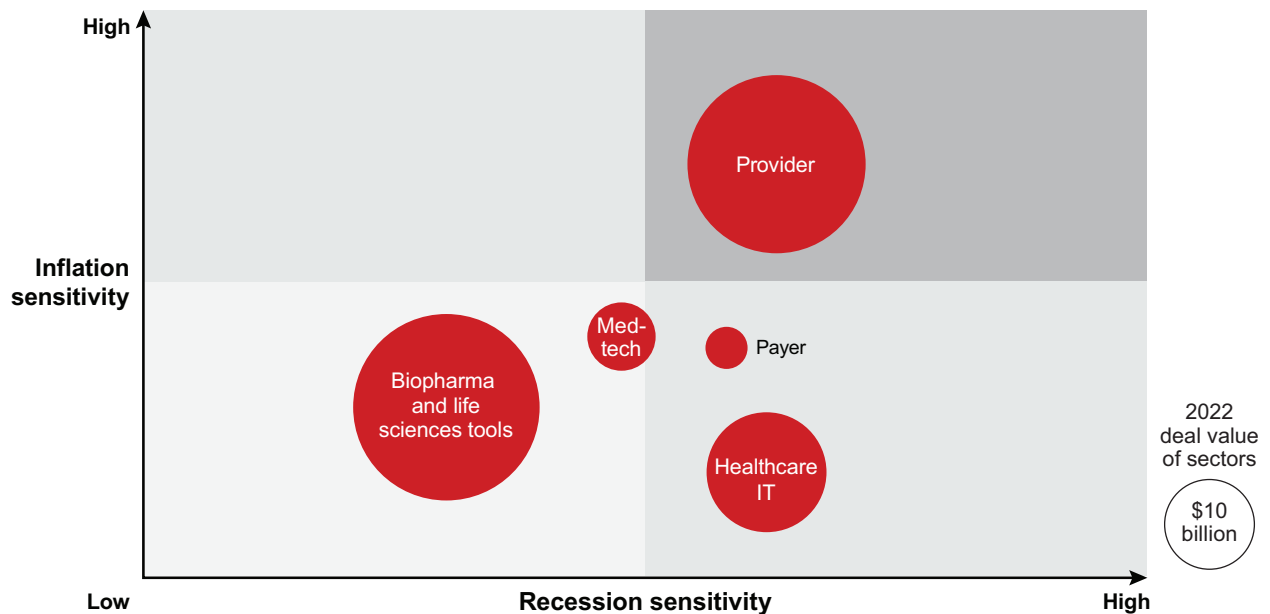 High
Inflation
sensitivity
Low
Recession sensitivity
High
Provider
Med-
tech
Payer
Biopharma
and life
sciences tools
Healthcare
IT
2022
deal value
of sectors
$10
billion